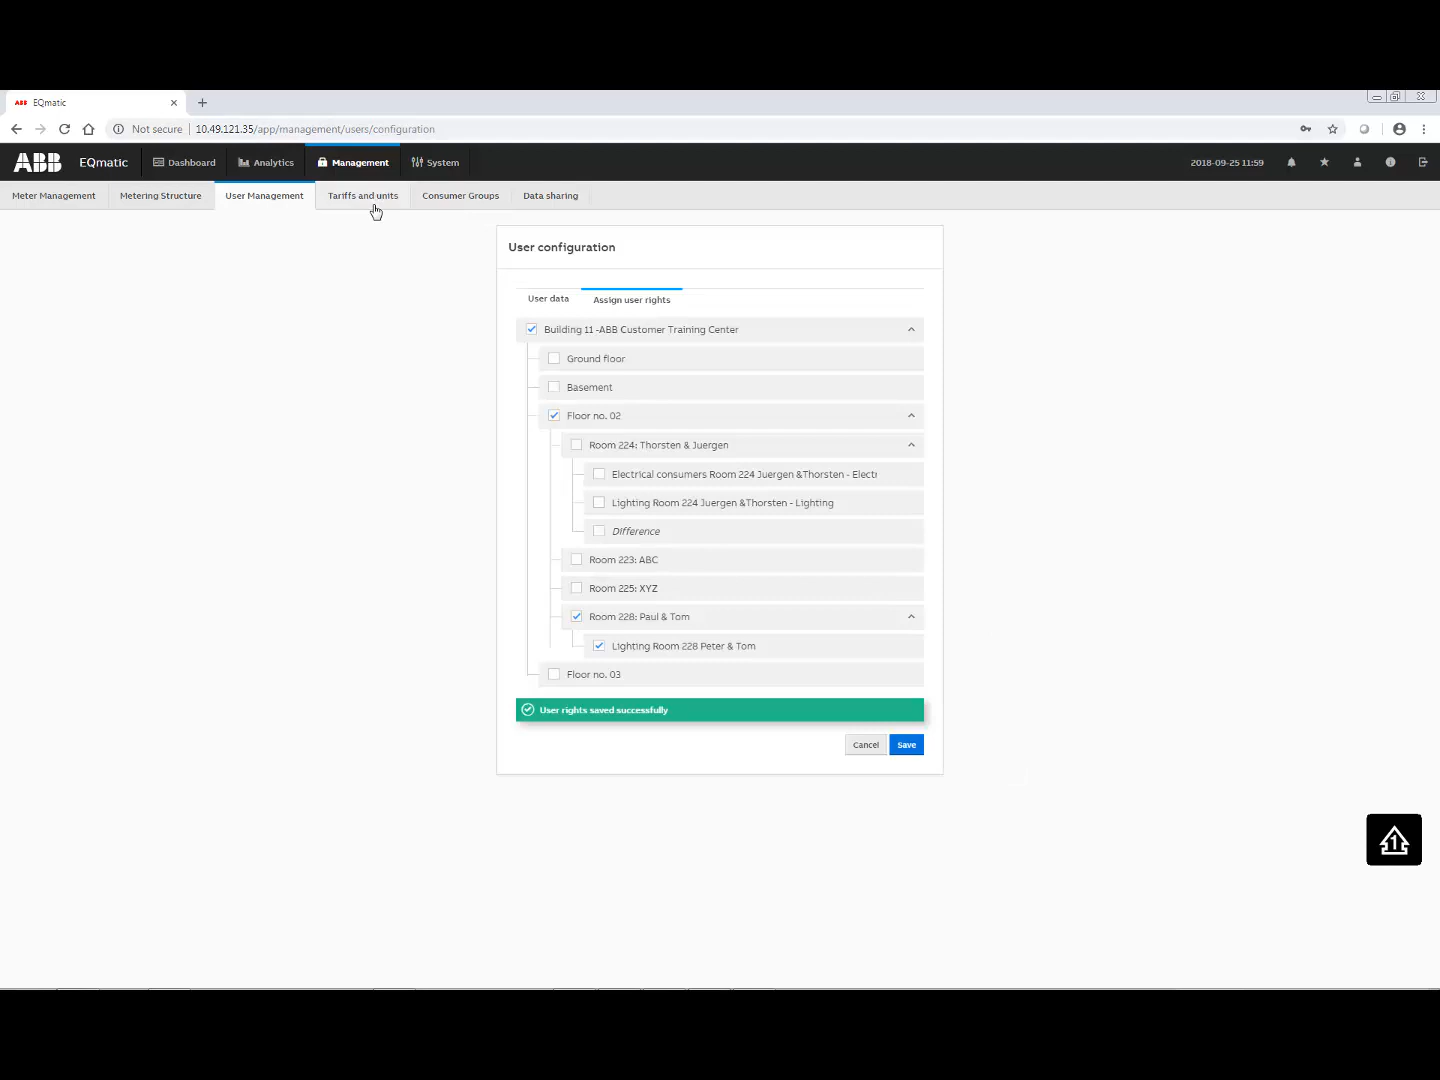 ABB EQmatic
Not secure 10.49.121.35/app/management/users/configuration
ABB EQmatic Dashboard Analytics Management System 2018-09-25 11:59
Meter Management Metering Structure User Management Tariffs and units Consumer Groups Data sharing
User configuration
User data Assign user rights
Building 11 -ABB Customer Training Center
Ground floor
Basement
Floor no. 02
Room 224: Thorsten & Juergen
Electrical consumers Room 224 Juergen &Thorsten - Electr
Lighting Room 224 Juergen &Thorsten - Lighting
Difference
Room 223: ABC
Room 225: XYZ
Room 228: Paul & Tom
Lighting Room 228 Peter & Tom
Floor no. 03
User rights saved successfully
Cancel Save
1